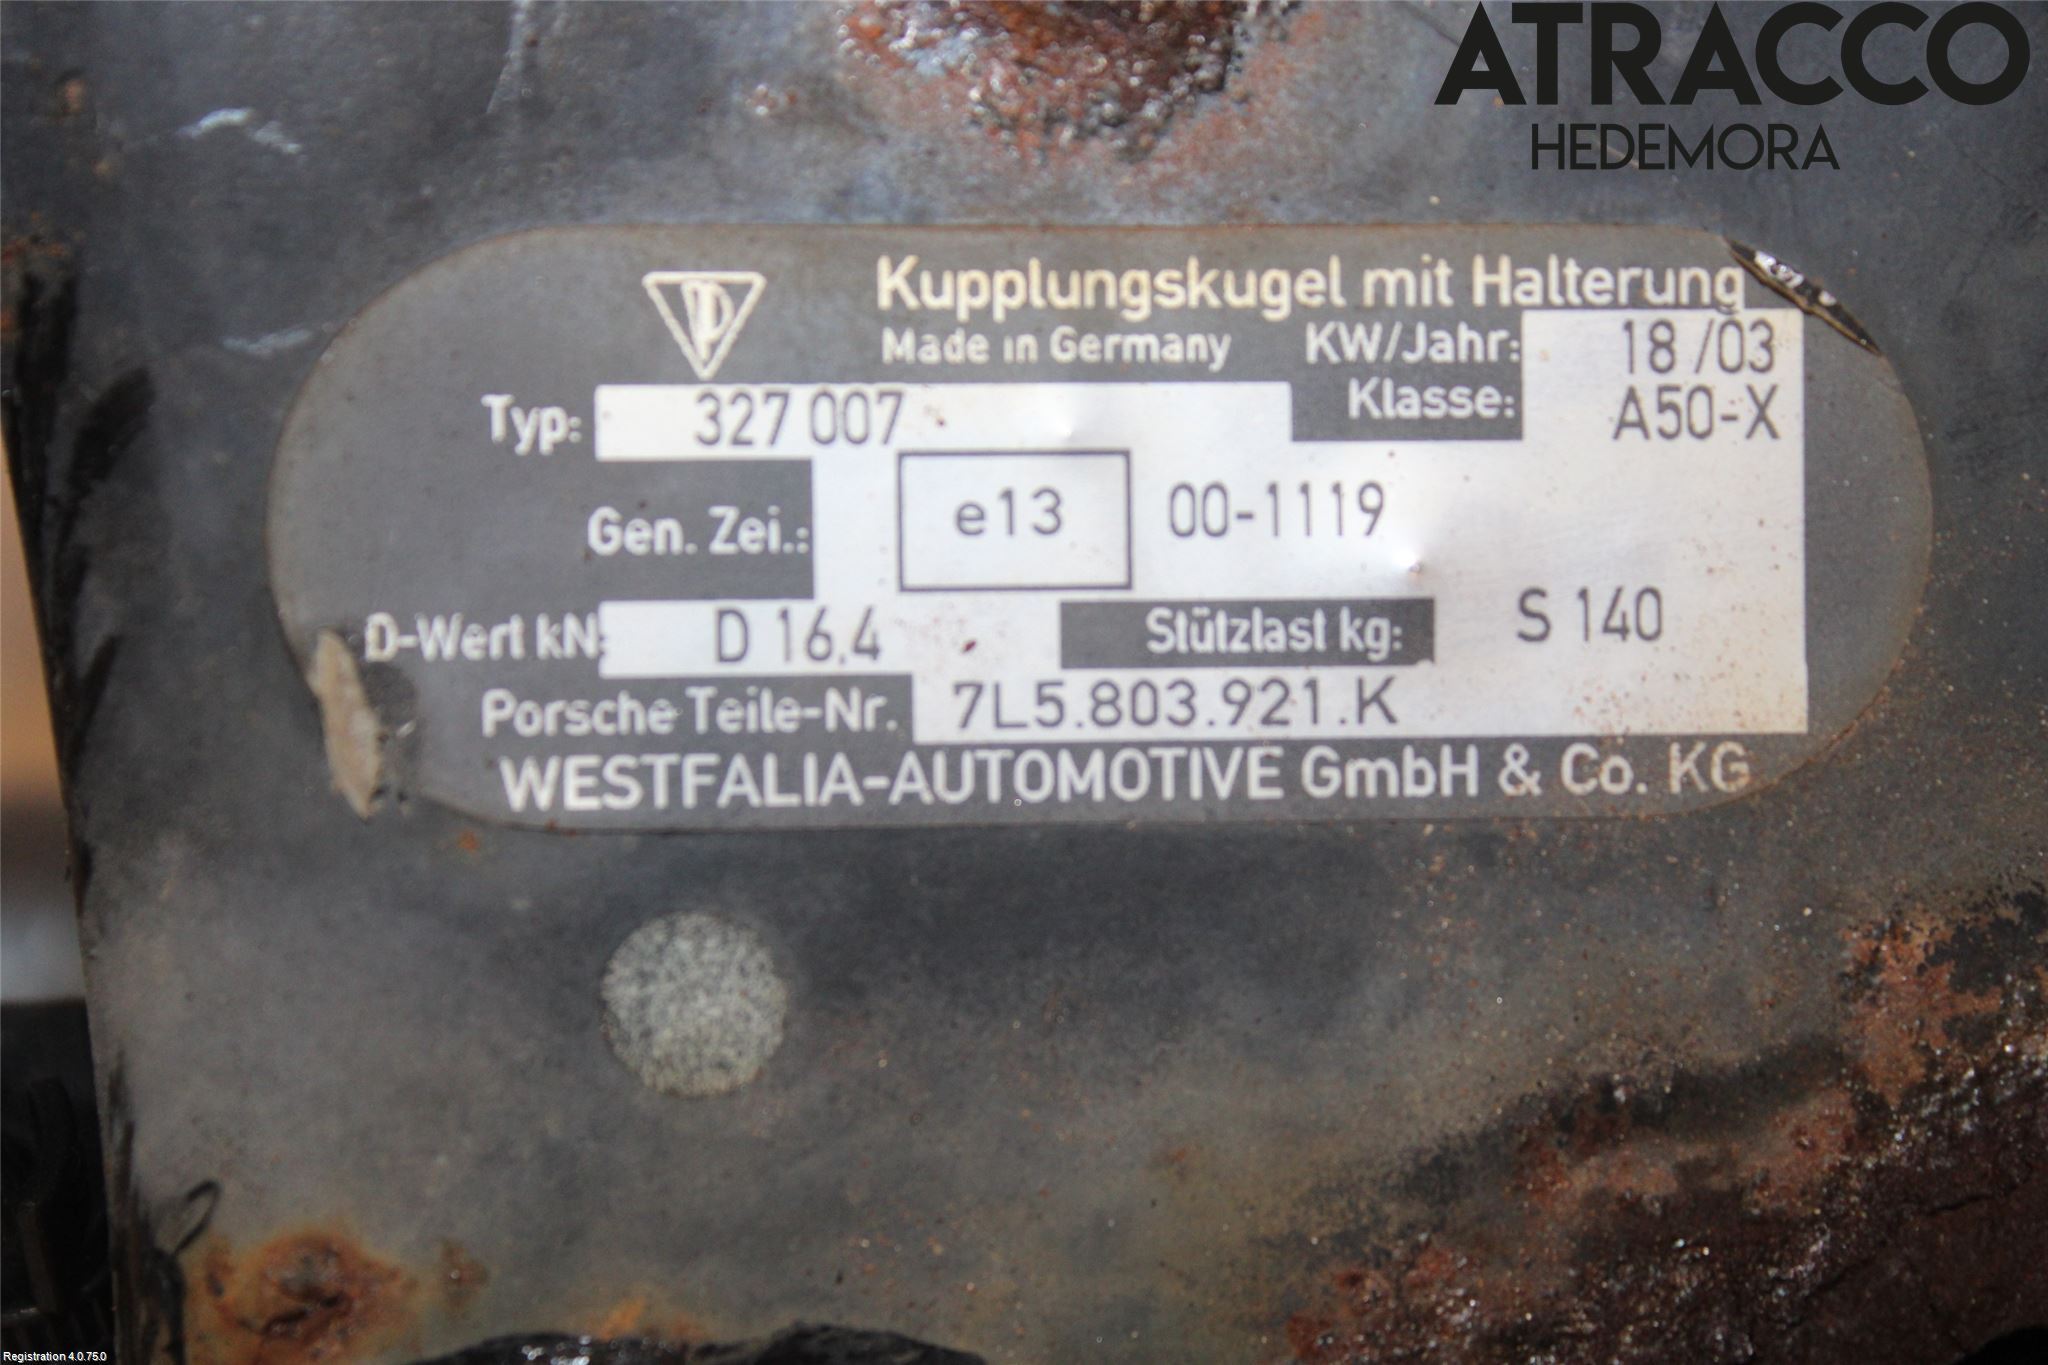 ATRACCO
HEDEMORA
Kupplungskugel mit Halterung
Made in Germany KW/Jahr: 18 /03
Klasse: A50-X
Typ: 327 007
Gen. Zei.: e13 00-1119
D-Wert kN: D 16.4 Stützlast kg: S 140
Porsche Teile-Nr. 7L5.803.921.K
WESTFALIA-AUTOMOTIVE GmbH & Co. KG
Registration 4.0.75.0